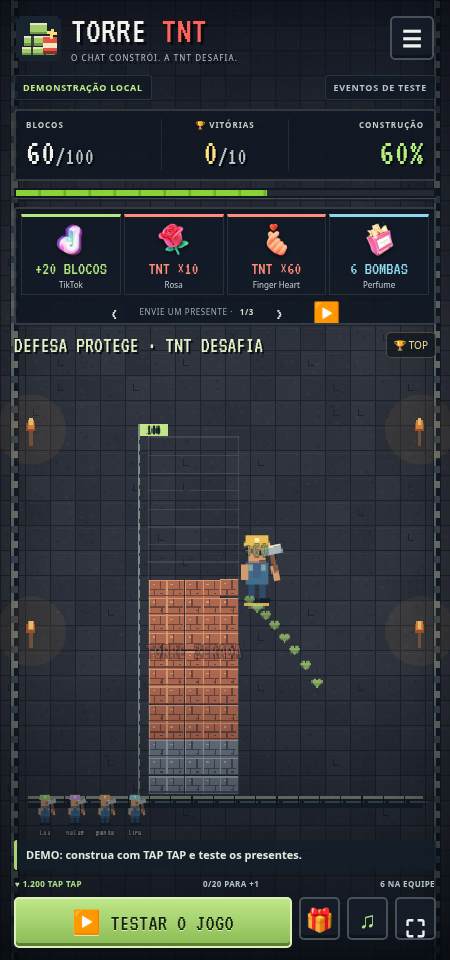 TORRE TNT
O CHAT CONSTRÓI. A TNT DESAFIA.
DEMONSTRAÇÃO LOCAL
EVENTOS DE TESTE
BLOCOS
🏆 VITÓRIAS
CONSTRUÇÃO
60/100
0/10
60%
+20 BLOCOS
TikTok
TNT ×10
Rosa
TNT ×60
Finger Heart
6 BOMBAS
Perfume
‹ ENVIE UM PRESENTE · 1/3 › ▶
DEFESA PROTEGE · TNT DESAFIA
🏆 TOP
100
DEMO: construa com TAP TAP e teste os presentes.
♥ 1.200 TAP TAP
0/20 PARA +1
6 NA EQUIPE
▶ TESTAR O JOGO